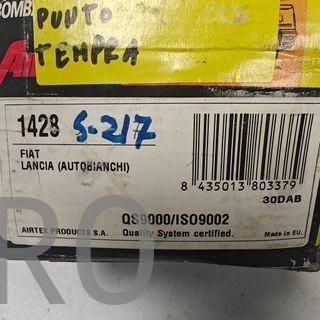 BOMB
PUNTO
TEMPRA
1428 S-217
FIAT
LANCIA (AUTOBIANCHI)
8 435013 803379
30DAB
QS9000/ISO9002
AIRTEX PRODUCTS S.A. Quality System certified. Made in EU.
RO